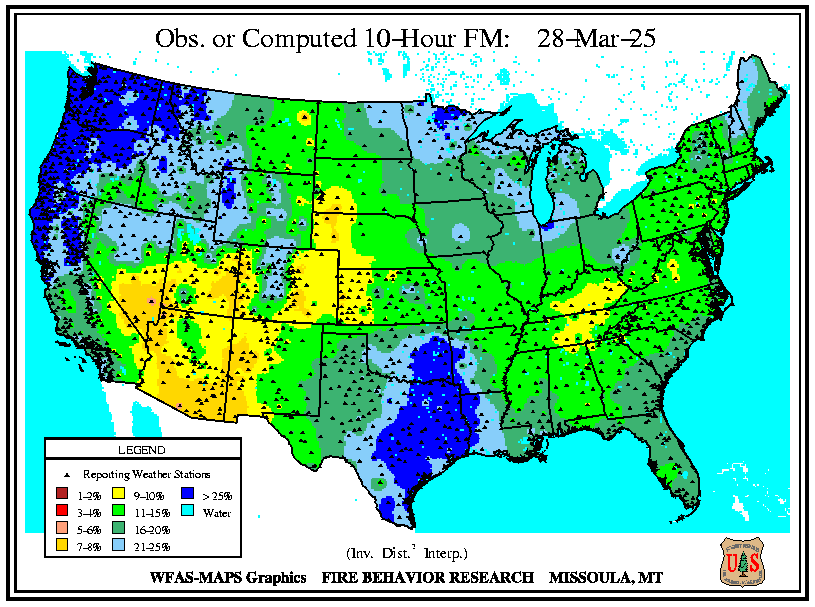 Obs. or Computed 10-Hour FM: 28-Mar-25
LEGEND
Reporting Weather Stations
1-2% 9-10% > 25%
3-4% 11-15% Water
5-6% 16-20%
7-8% 21-25%
(Inv. Dist.² Interp.)
WFAS-MAPS Graphics FIRE BEHAVIOR RESEARCH MISSOULA, MT
U S